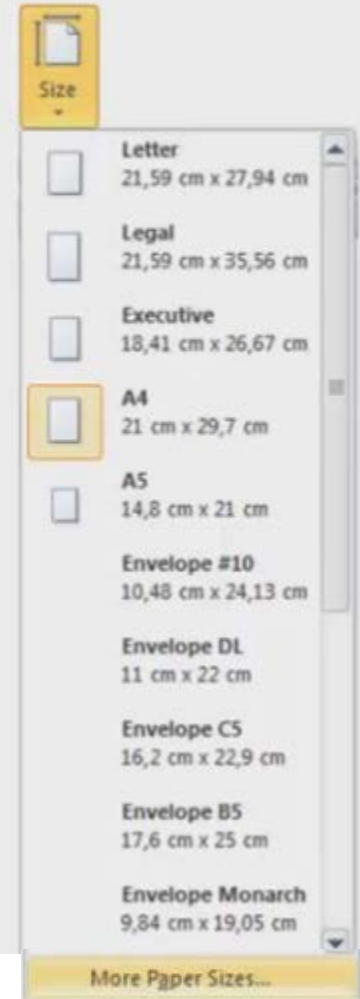 Size
Letter
21,59 cm x 27,94 cm
Legal
21,59 cm x 35,56 cm
Executive
18,41 cm x 26,67 cm
A4
21 cm x 29,7 cm
A5
14,8 cm x 21 cm
Envelope #10
10,48 cm x 24,13 cm
Envelope DL
11 cm x 22 cm
Envelope C5
16,2 cm x 22,9 cm
Envelope B5
17,6 cm x 25 cm
Envelope Monarch
9,84 cm x 19,05 cm
More Paper Sizes...